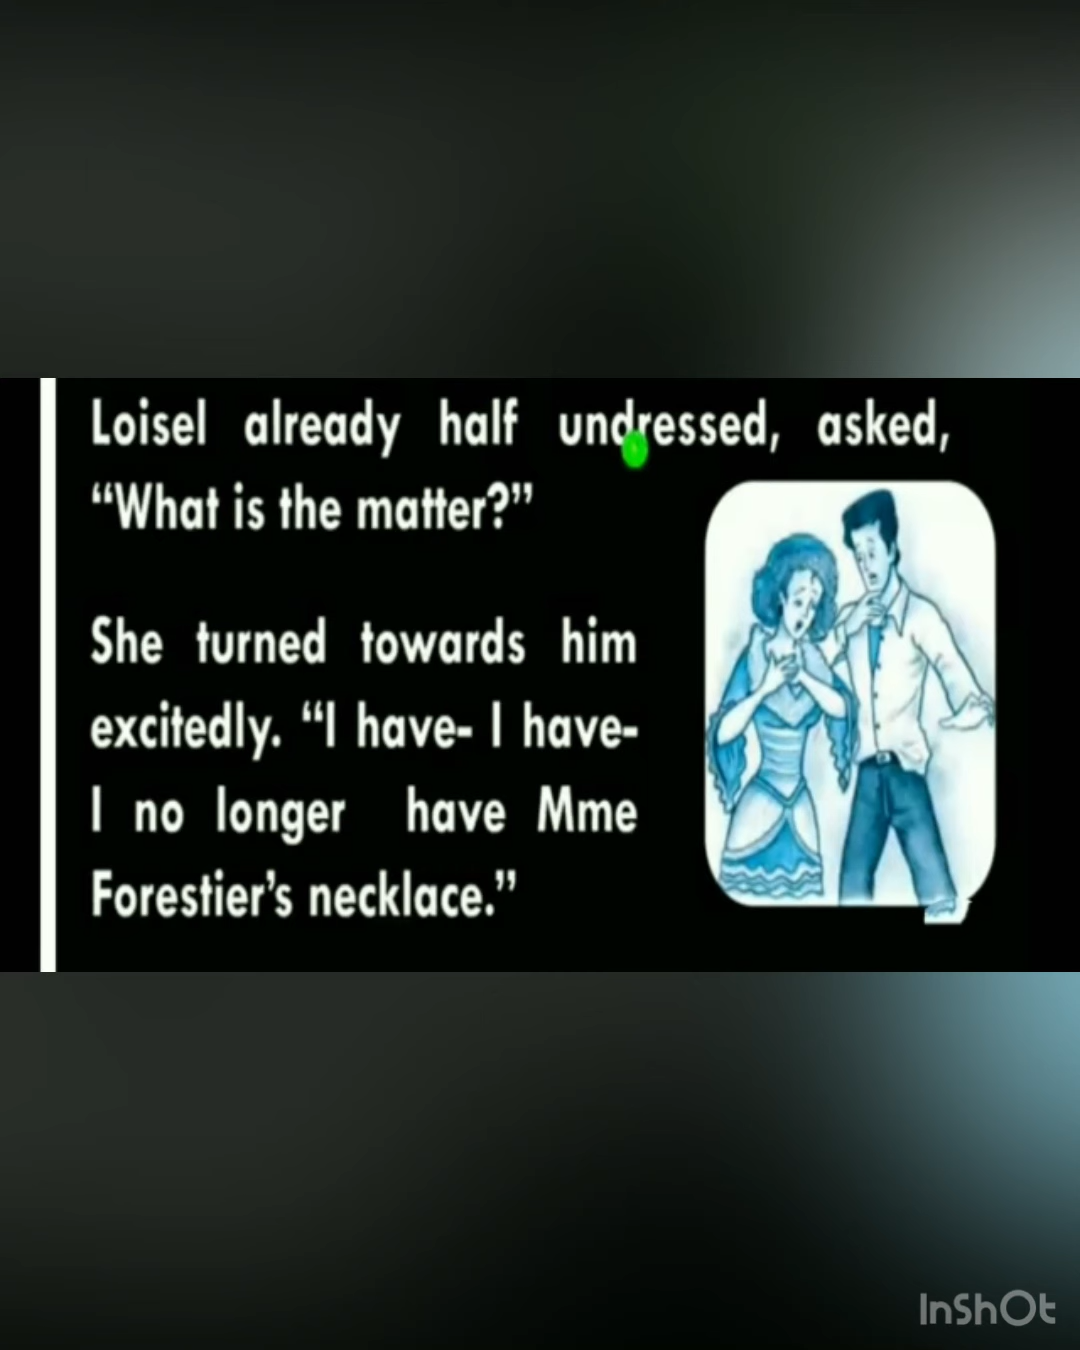 Loisel already half undressed, asked,
“What is the matter?”
She turned towards him
excitedly. “I have- I have-
I no longer have Mme
Forestier’s necklace.”
InShOt